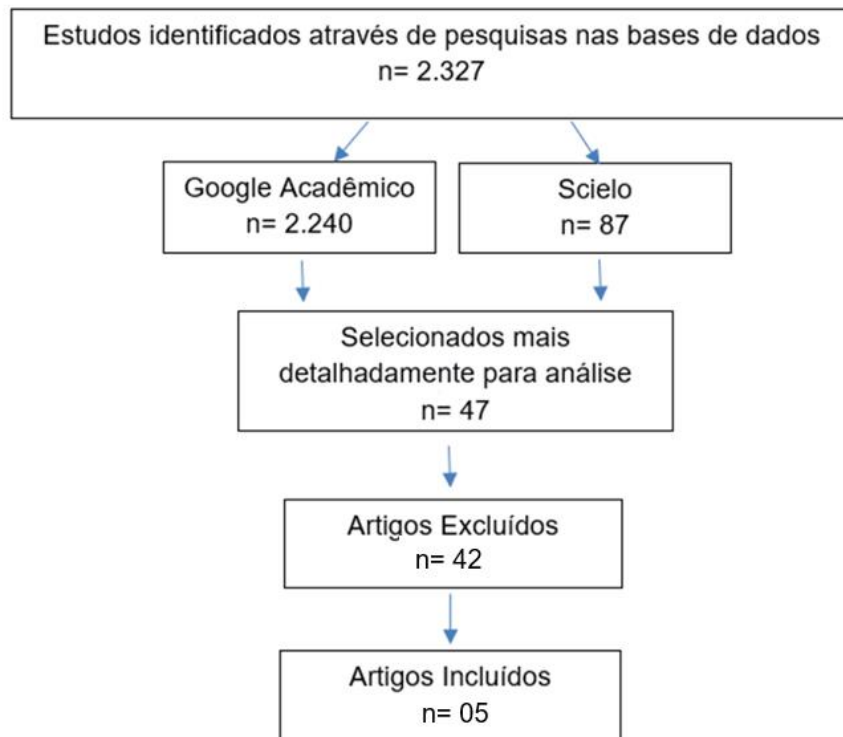 Estudos identificados através de pesquisas nas bases de dados
n= 2.327
Google Acadêmico
n= 2.240
Scielo
n= 87
Selecionados mais
detalhadamente para análise
n= 47
Artigos Excluídos
n= 42
Artigos Incluídos
n= 05